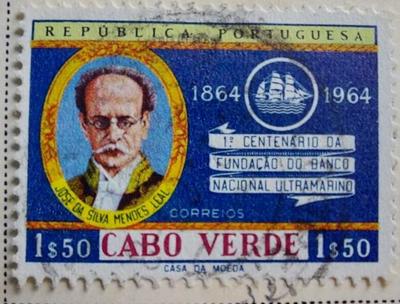 REPÚBLICA PORTUGUESA
1864 1964
1º CENTENÁRIO DA
FUNDAÇÃO DO BANCO
NACIONAL ULTRAMARINO
JOSÉ DA SILVA MENDES LEAL
CORREIOS
1$50 CABO VERDE 1$50
CASA DA MOEDA